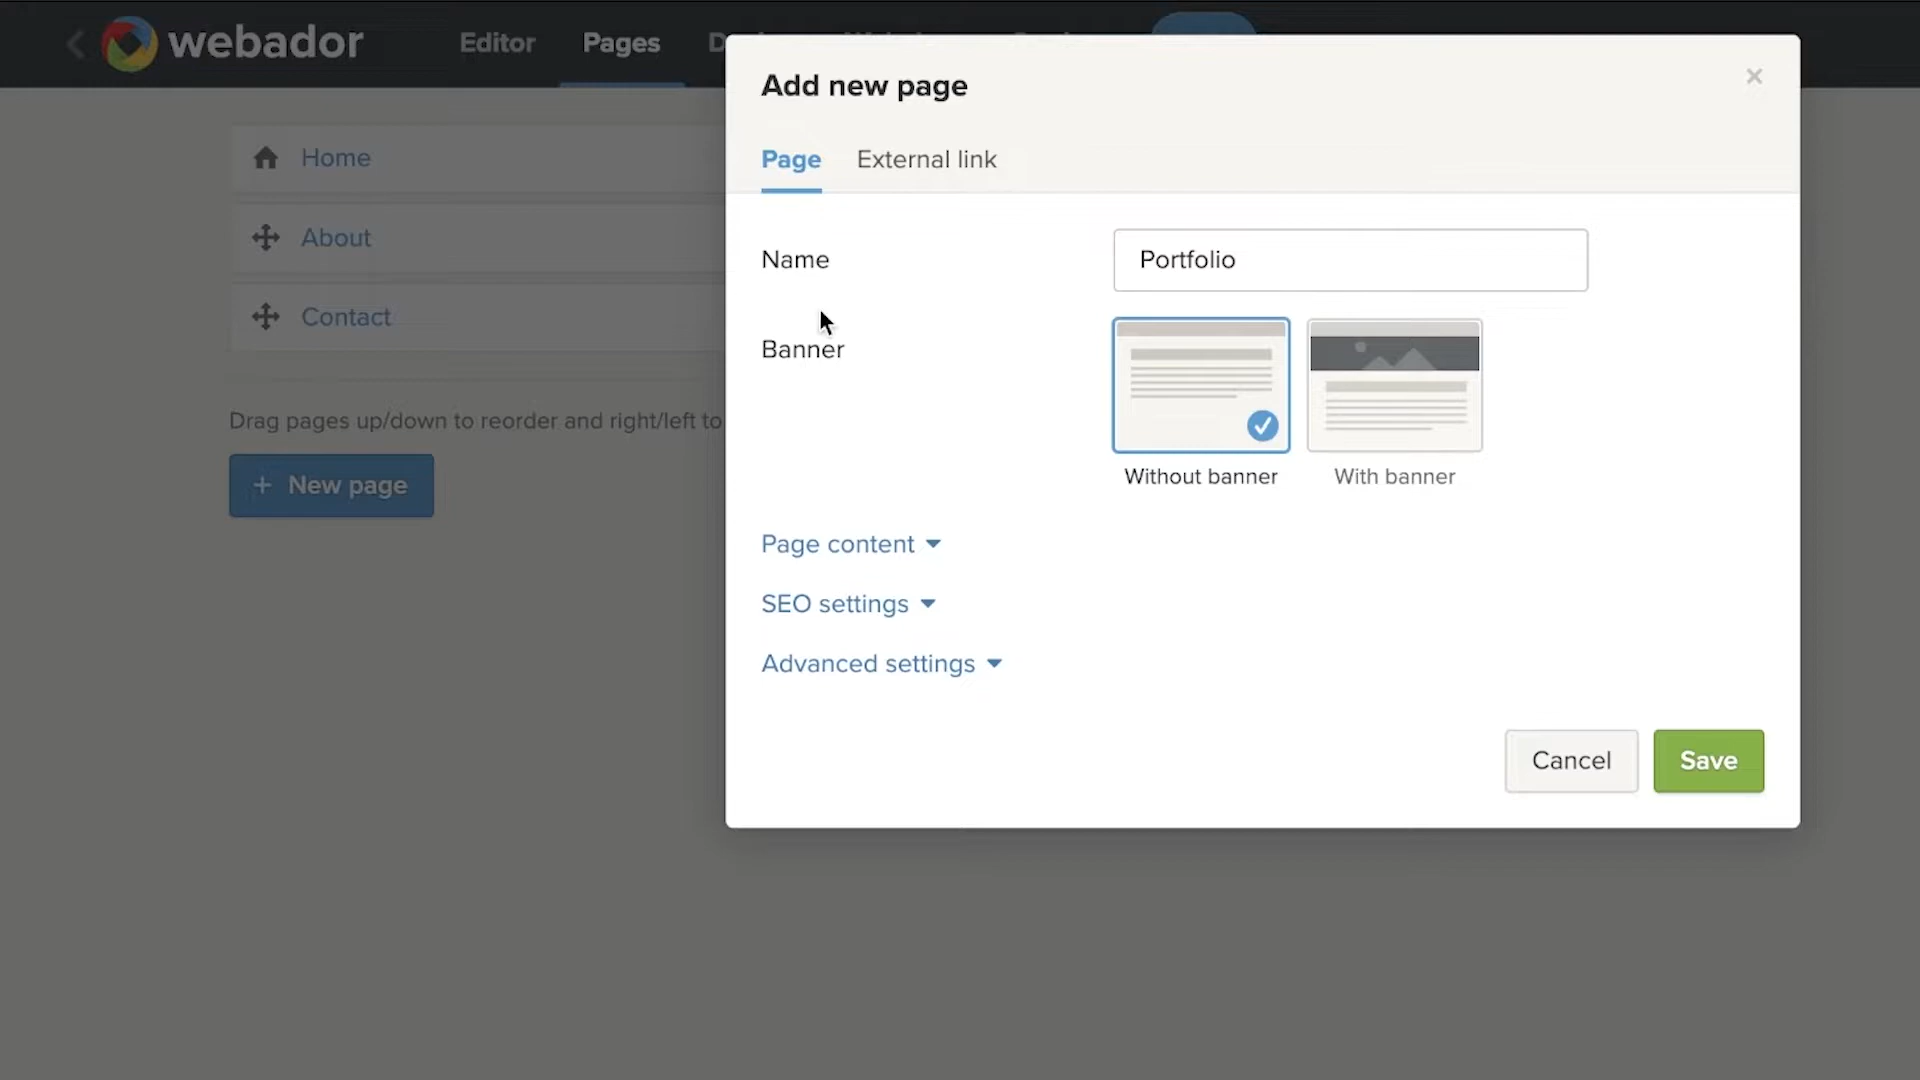 webador
Editor
Pages
Add new page
×
Page
External link
Home
About
Contact
Name
Portfolio
Banner
Without banner
With banner
Drag pages up/down to reorder and right/left to
+ New page
Page content
SEO settings
Advanced settings
Cancel
Save